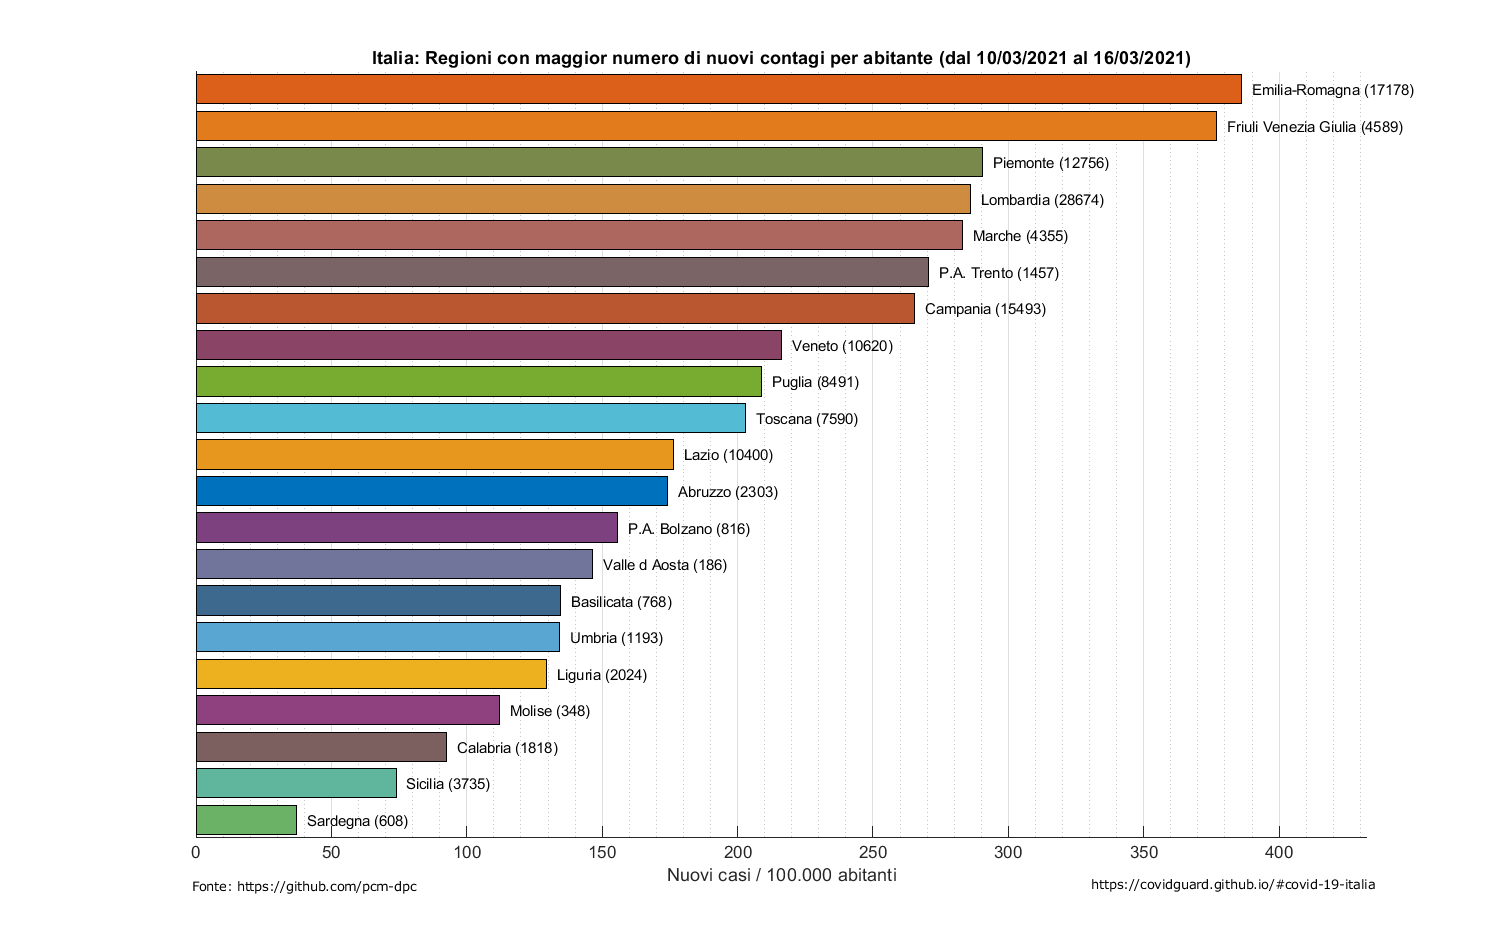 Italia: Regioni con maggior numero di nuovi contagi per abitante (dal 10/03/2021 al 16/03/2021)
Emilia-Romagna (17178)
Friuli Venezia Giulia (4589)
Piemonte (12756)
Lombardia (28674)
Marche (4355)
P.A. Trento (1457)
Campania (15493)
Veneto (10620)
Puglia (8491)
Toscana (7590)
Lazio (10400)
Abruzzo (2303)
P.A. Bolzano (816)
Valle d Aosta (186)
Basilicata (768)
Umbria (1193)
Liguria (2024)
Molise (348)
Calabria (1818)
Sicilia (3735)
Sardegna (608)
0 50 100 150 200 250 300 350 400
Nuovi casi / 100.000 abitanti
Fonte: https://github.com/pcm-dpc
https://covidguard.github.io/#covid-19-italia